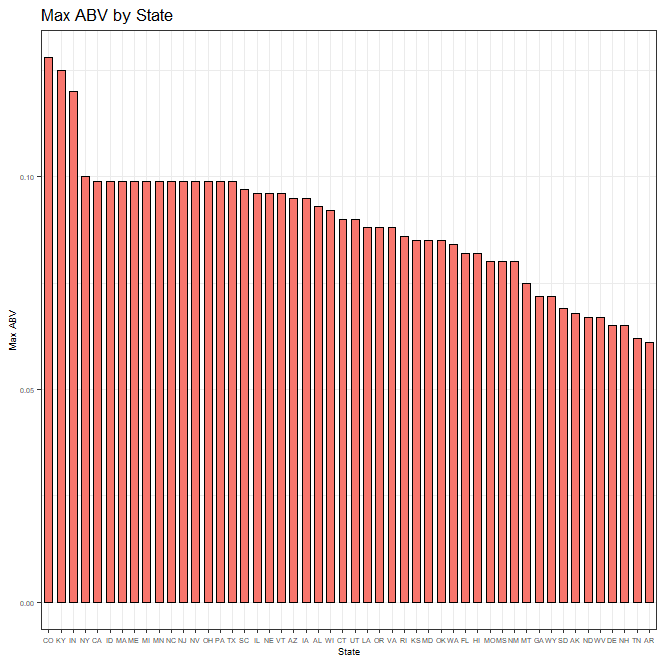 Max ABV by State
Max ABV
0.10
0.05
0.00
CO KY IN NY CA ID MA ME MI MN NC NJ NV OH PA TX SC IL NE VT AZ IA AL WI CT UT LA OR VA RI KS MD OK WA FL HI MO MS NM MT GA WY SD AK ND WV DE NH TN AR
State